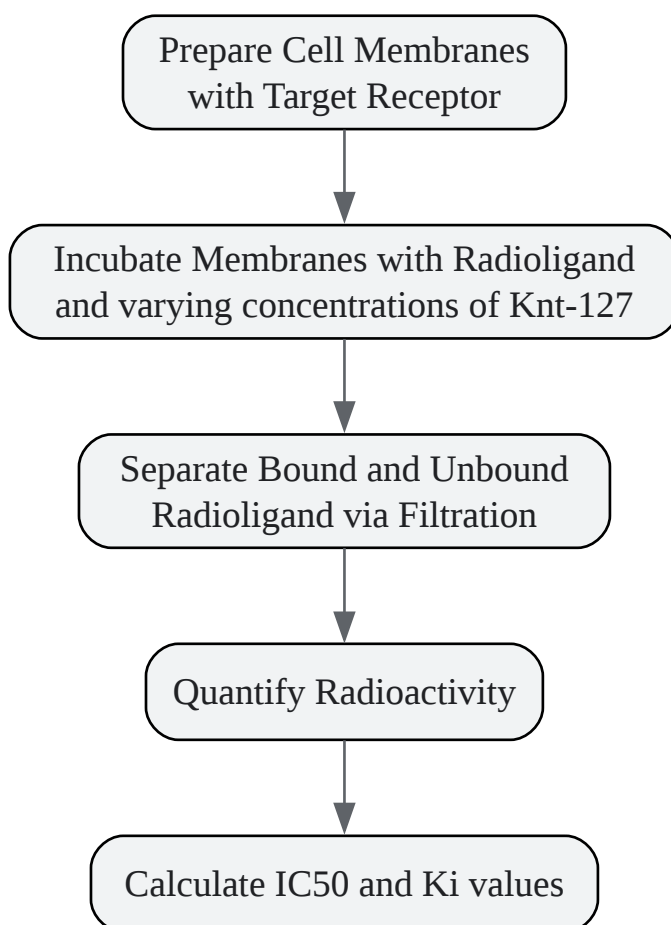 Prepare Cell Membranes
with Target Receptor
Incubate Membranes with Radioligand
and varying concentrations of Knt-127
Separate Bound and Unbound
Radioligand via Filtration
Quantify Radioactivity
Calculate IC50 and Ki values